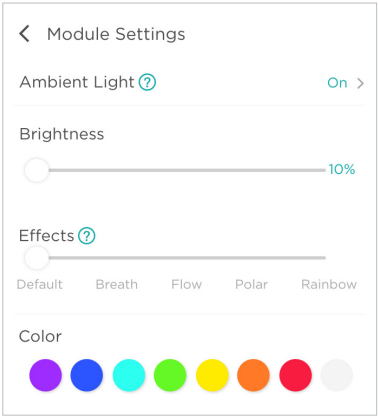 Module Settings
Ambient Light ? On
Brightness
10%
Effects ?
Default Breath Flow Polar Rainbow
Color